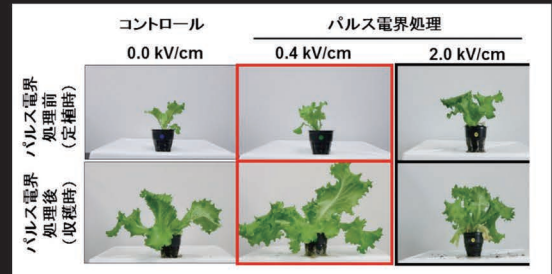 コントロール
パルス電界処理
0.0 kV/cm
0.4 kV/cm
2.0 kV/cm
パルス電界
処理前
(定植時)
パルス電界
処理後
(収穫時)